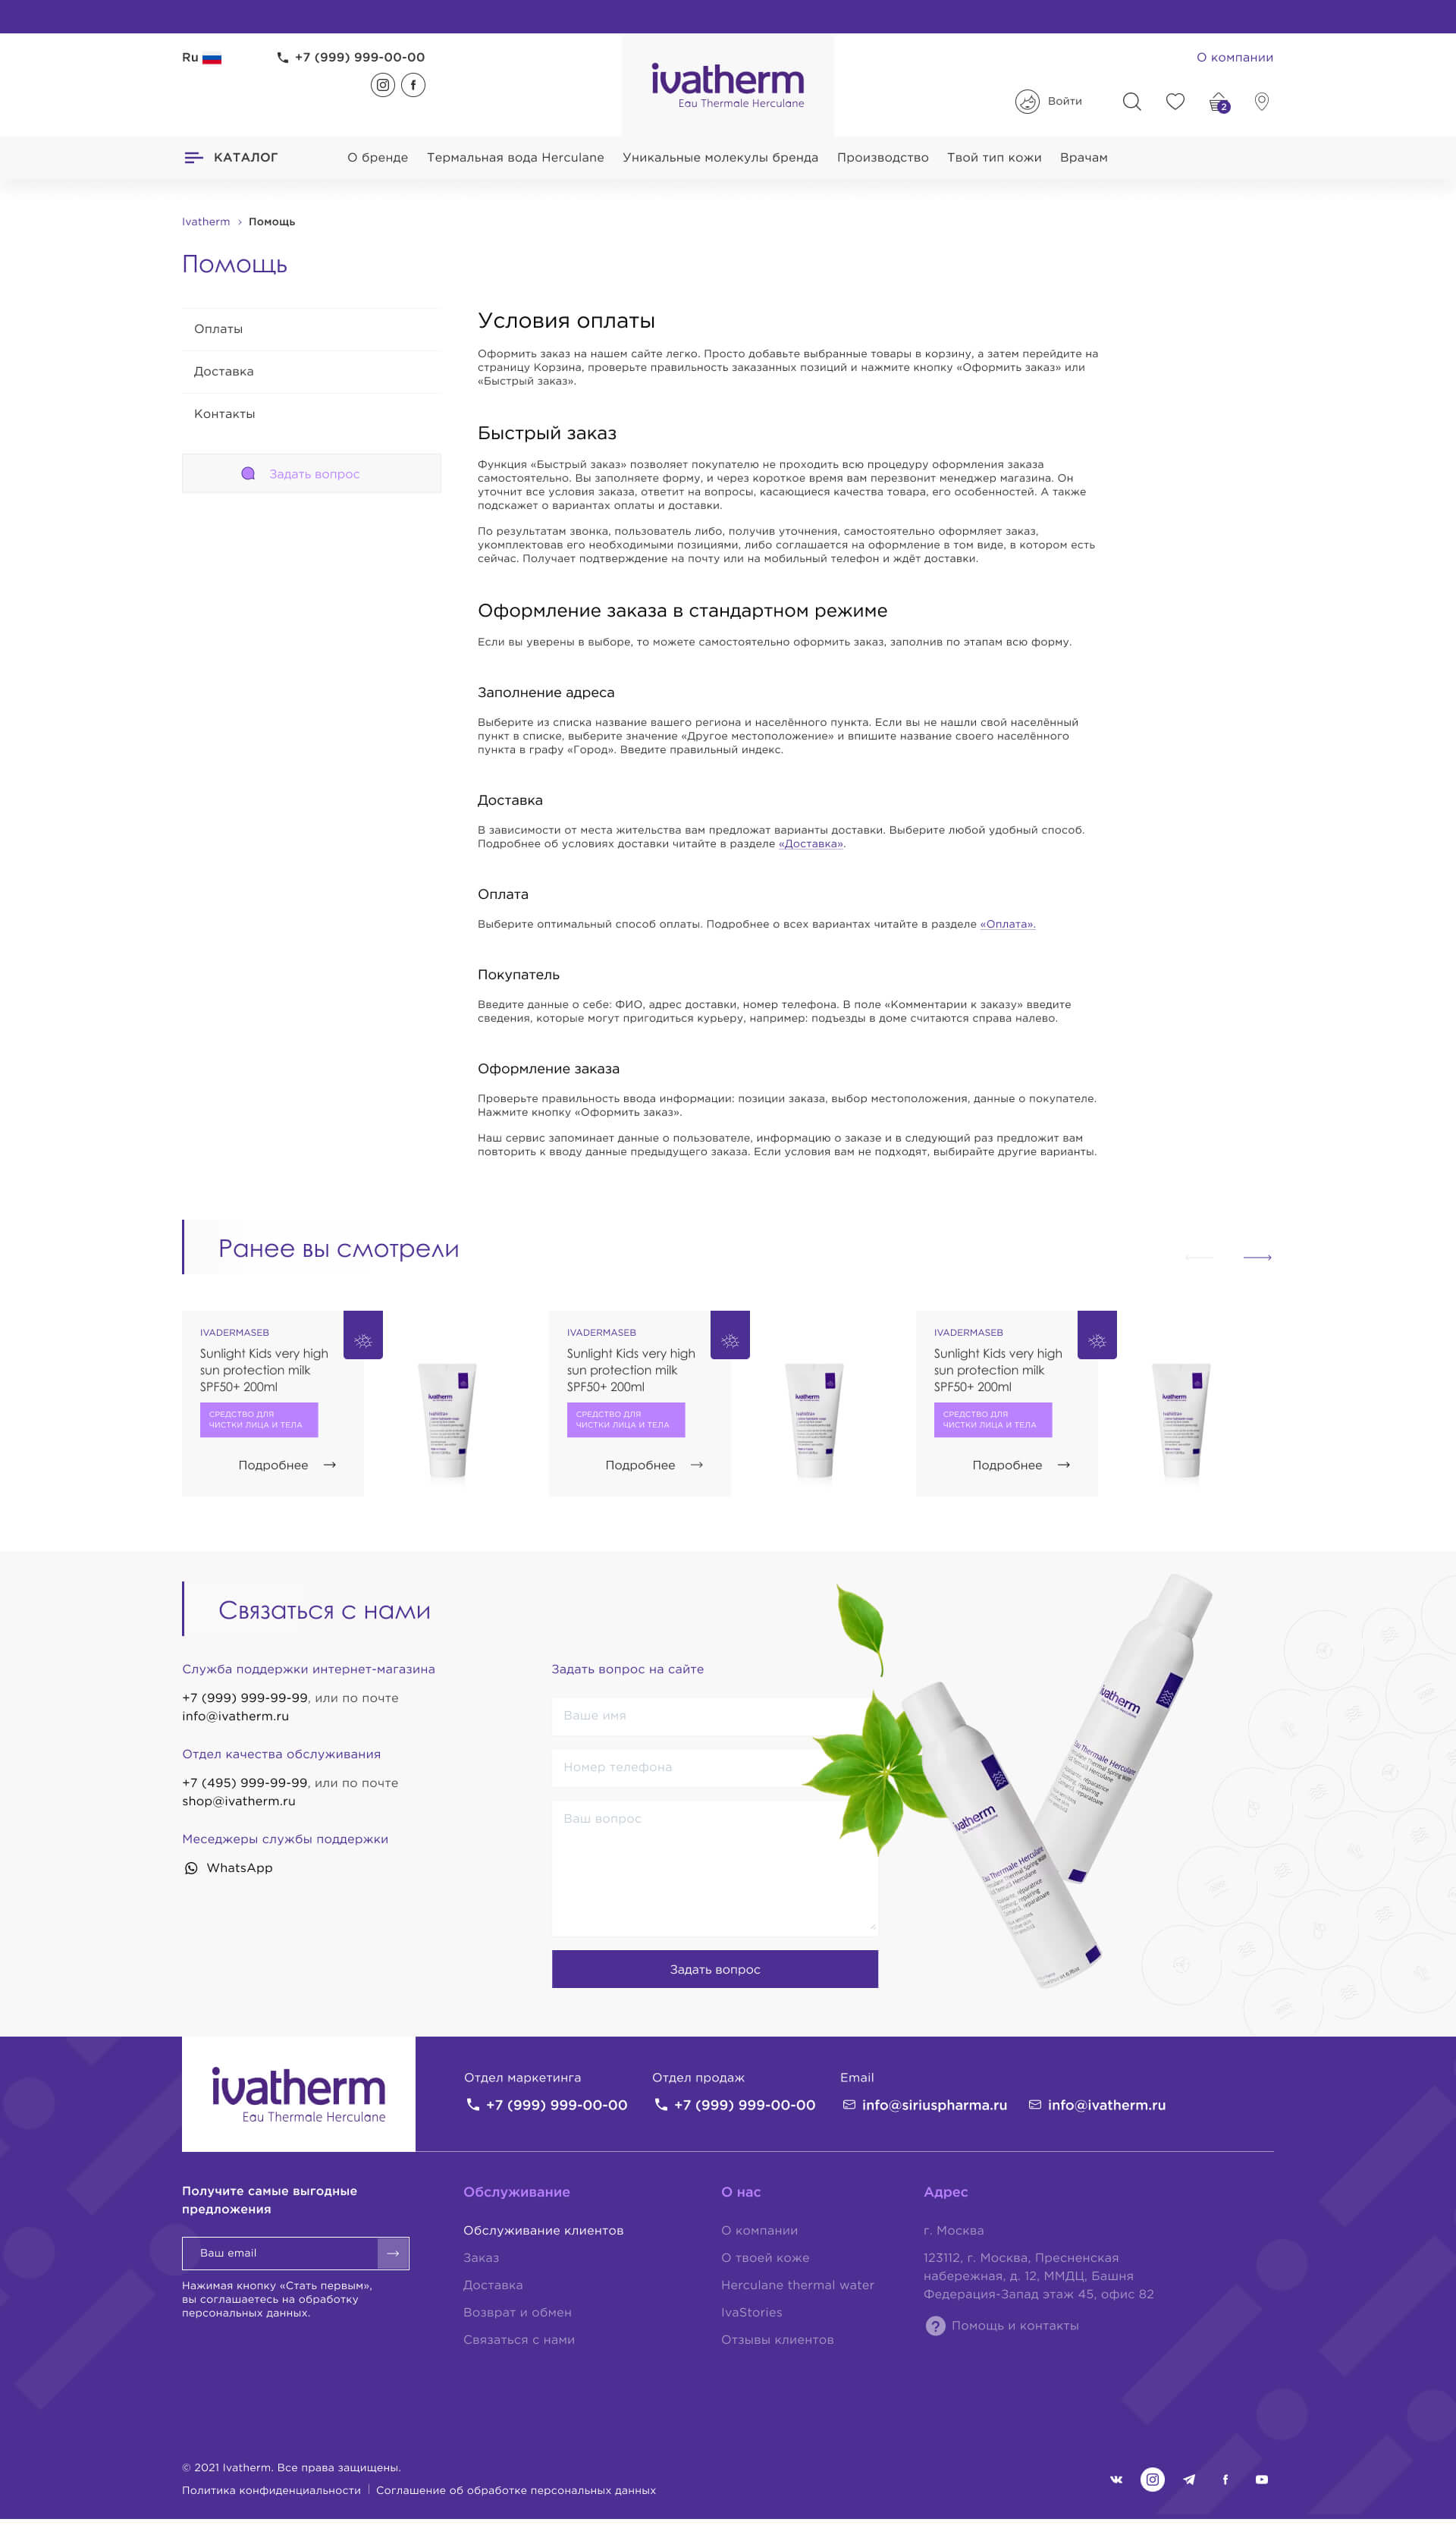 Ru
+7 (999) 999-00-00
ivatherm
Eau Thermale Herculane
О компании
Войти
2
КАТАЛОГ
О бренде
Термальная вода Herculane
Уникальные молекулы бренда
Производство
Твой тип кожи
Врачам
Ivatherm > Помощь
Помощь
Оплаты
Доставка
Контакты
Задать вопрос
Условия оплаты
Оформить заказ на нашем сайте легко. Просто добавьте выбранные товары в корзину, а затем перейдите на
страницу Корзина, проверьте правильность заказанных позиций и нажмите кнопку «Оформить заказ» или
«Быстрый заказ».
Быстрый заказ
Функция «Быстрый заказ» позволяет покупателю не проходить всю процедуру оформления заказа
самостоятельно. Вы заполняете форму, и через короткое время вам перезвонит менеджер магазина. Он
уточнит все условия заказа, ответит на вопросы, касающиеся качества товара, его особенностей. А также
подскажет о вариантах оплаты и доставки.
По результатам звонка, пользователь либо, получив уточнения, самостоятельно оформляет заказ,
укомплектовав его необходимыми позициями, либо соглашается на оформление в том виде, в котором есть
сейчас. Получает подтверждение на почту или на мобильный телефон и ждёт доставки.
Оформление заказа в стандартном режиме
Если вы уверены в выборе, то можете самостоятельно оформить заказ, заполнив по этапам всю форму.
Заполнение адреса
Выберите из списка название вашего региона и населённого пункта. Если вы не нашли свой населённый
пункт в списке, выберите значение «Другое местоположение» и впишите название своего населённого
пункта в графу «Город». Введите правильный индекс.
Доставка
В зависимости от места жительства вам предложат варианты доставки. Выберите любой удобный способ.
Подробнее об условиях доставки читайте в разделе «Доставка».
Оплата
Выберите оптимальный способ оплаты. Подробнее о всех вариантах читайте в разделе «Оплата».
Покупатель
Введите данные о себе: ФИО, адрес доставки, номер телефона. В поле «Комментарии к заказу» введите
сведения, которые могут пригодиться курьеру, например: подъезды в доме считаются справа налево.
Оформление заказа
Проверьте правильность ввода информации: позиции заказа, выбор местоположения, данные о покупателе.
Нажмите кнопку «Оформить заказ».
Наш сервис запоминает данные о пользователе, информацию о заказе и в следующий раз предложит вам
повторить к вводу данные предыдущего заказа. Если условия вам не подходят, выбирайте другие варианты.
Ранее вы смотрели
IVADERMASEB
Sunlight Kids very high
sun protection milk
SPF50+ 200ml
СРЕДСТВО ДЛЯ
ЧИСТКИ ЛИЦА И ТЕЛА
Подробнее
ivatherm
IVADERMASEB
Sunlight Kids very high
sun protection milk
SPF50+ 200ml
СРЕДСТВО ДЛЯ
ЧИСТКИ ЛИЦА И ТЕЛА
Подробнее
ivatherm
IVADERMASEB
Sunlight Kids very high
sun protection milk
SPF50+ 200ml
СРЕДСТВО ДЛЯ
ЧИСТКИ ЛИЦА И ТЕЛА
Подробнее
ivatherm
Связаться с нами
Служба поддержки интернет-магазина
+7 (999) 999-99-99, или по почте
info@ivatherm.ru
Отдел качества обслуживания
+7 (495) 999-99-99, или по почте
shop@ivatherm.ru
Меседжеры службы поддержки
WhatsApp
Задать вопрос на сайте
Ваше имя
Номер телефона
Ваш вопрос
Задать вопрос
ivatherm
Eau Thermale Herculane
ivatherm
Eau Thermale Herculane
ivatherm
Eau Thermale Herculane
Отдел маркетинга
+7 (999) 999-00-00
Отдел продаж
+7 (999) 999-00-00
Email
info@siriuspharma.ru
info@ivatherm.ru
Получите самые выгодные
предложения
Ваш email
Нажимая кнопку «Стать первым»,
вы соглашаетесь на обработку
персональных данных.
Обслуживание
Обслуживание клиентов
Заказ
Доставка
Возврат и обмен
Связаться с нами
О нас
О компании
О твоей коже
Herculane thermal water
IvaStories
Отзывы клиентов
Адрес
г. Москва
123112, г. Москва, Пресненская
набережная, д. 12, ММДЦ, Башня
Федерация-Запад этаж 45, офис 82
Помощь и контакты
© 2021 Ivatherm. Все права защищены.
Политика конфиденциальности | Соглашение об обработке персональных данных